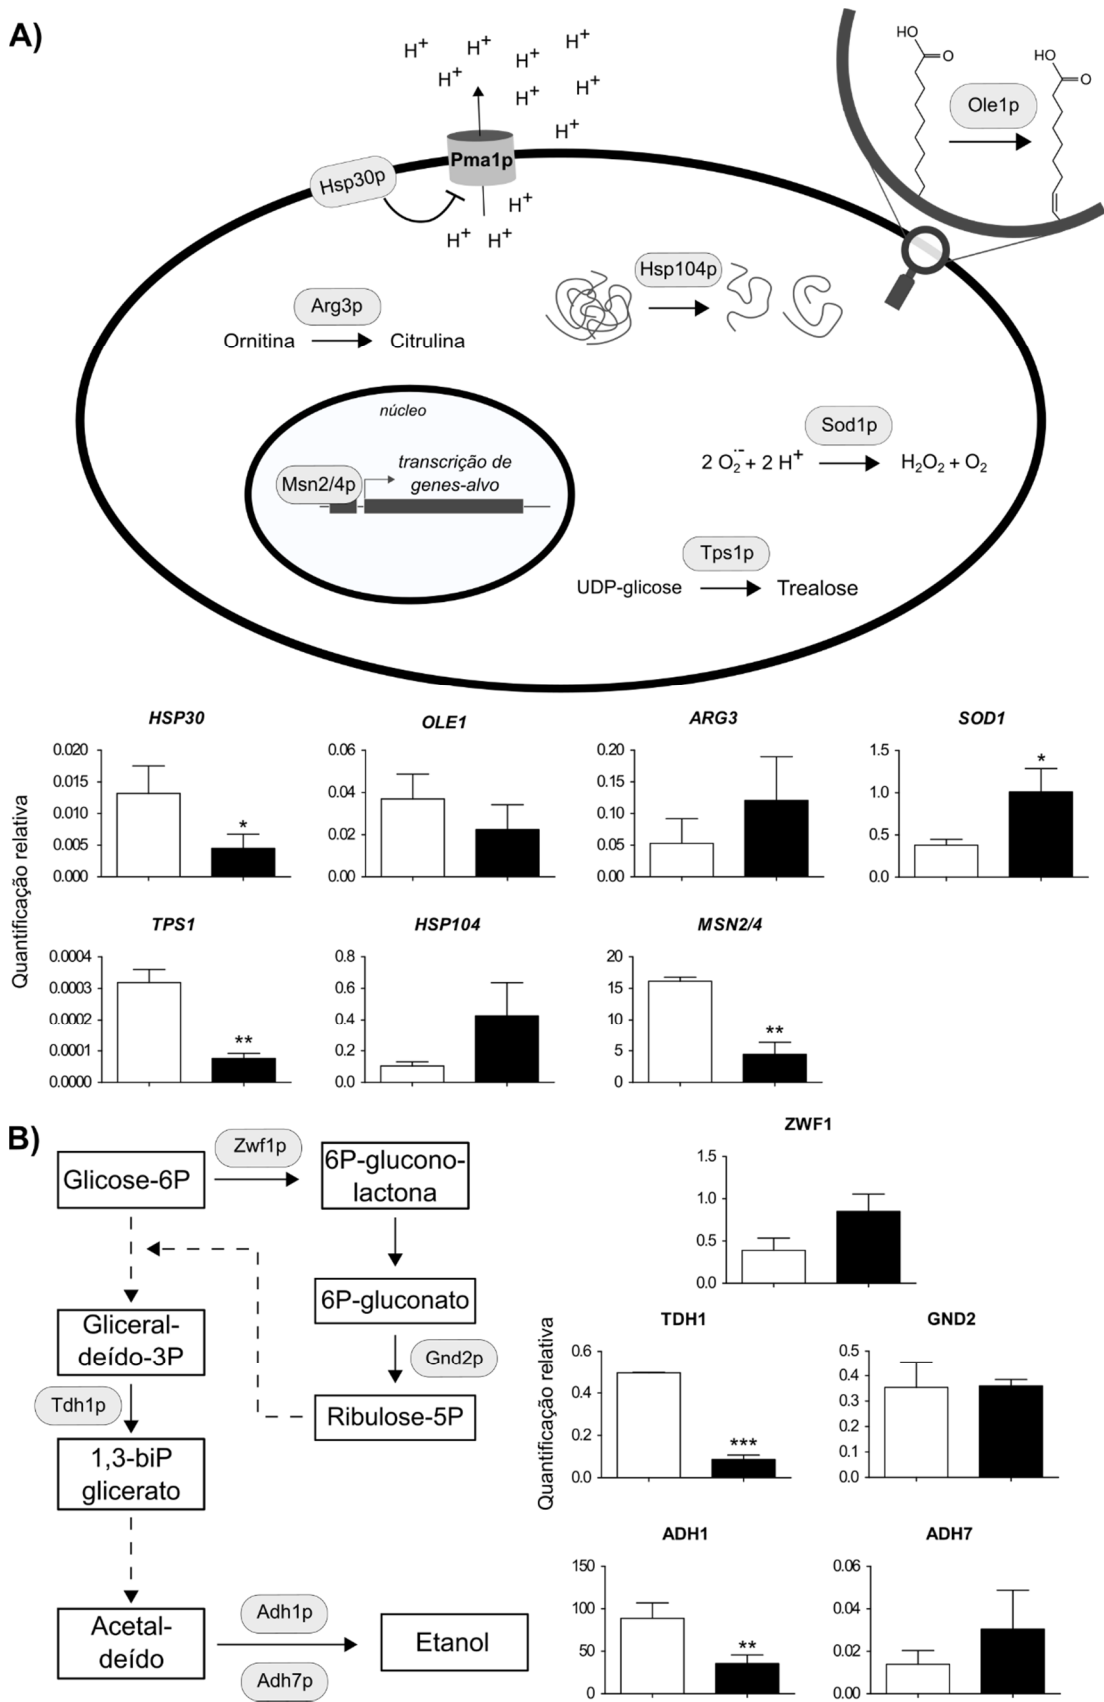 A)
H+ H+ H+ H+
H+ H+ H+
H+
Pma1p
Hsp30p
H+
H+ H+
HO
O
Ole1p
HO
O
Hsp104p
Arg3p
Ornitina Citrulina
núcleo
Msn2/4p
transcrição de
genes-alvo
Sod1p
2 O2·- + 2 H+ H2O2 + O2
Tps1p
UDP-glicose Trealose
Quantificação relativa
HSP30
0.020
0.015
0.010
0.005
0.000
*
OLE1
0.06
0.04
0.02
0.00
ARG3
0.20
0.15
0.10
0.05
0.00
SOD1
1.5
1.0
0.5
0.0
*
TPS1
0.0004
0.0003
0.0002
0.0001
0.0000
**
HSP104
0.8
0.6
0.4
0.2
0.0
MSN2/4
20
15
10
5
0
**
B)
Glicose-6P
Zwf1p
6P-glucono-
lactona
6P-gluconato
Gnd2p
Ribulose-5P
Gliceral-
deído-3P
Tdh1p
1,3-biP
glicerato
Acetal-
deído
Adh1p
Adh7p
Etanol
Quantificação relativa
ZWF1
1.5
1.0
0.5
0.0
TDH1
0.6
0.4
0.2
0.0
***
GND2
0.5
0.4
0.3
0.2
0.1
0.0
ADH1
150
100
50
0
**
ADH7
0.06
0.04
0.02
0.00